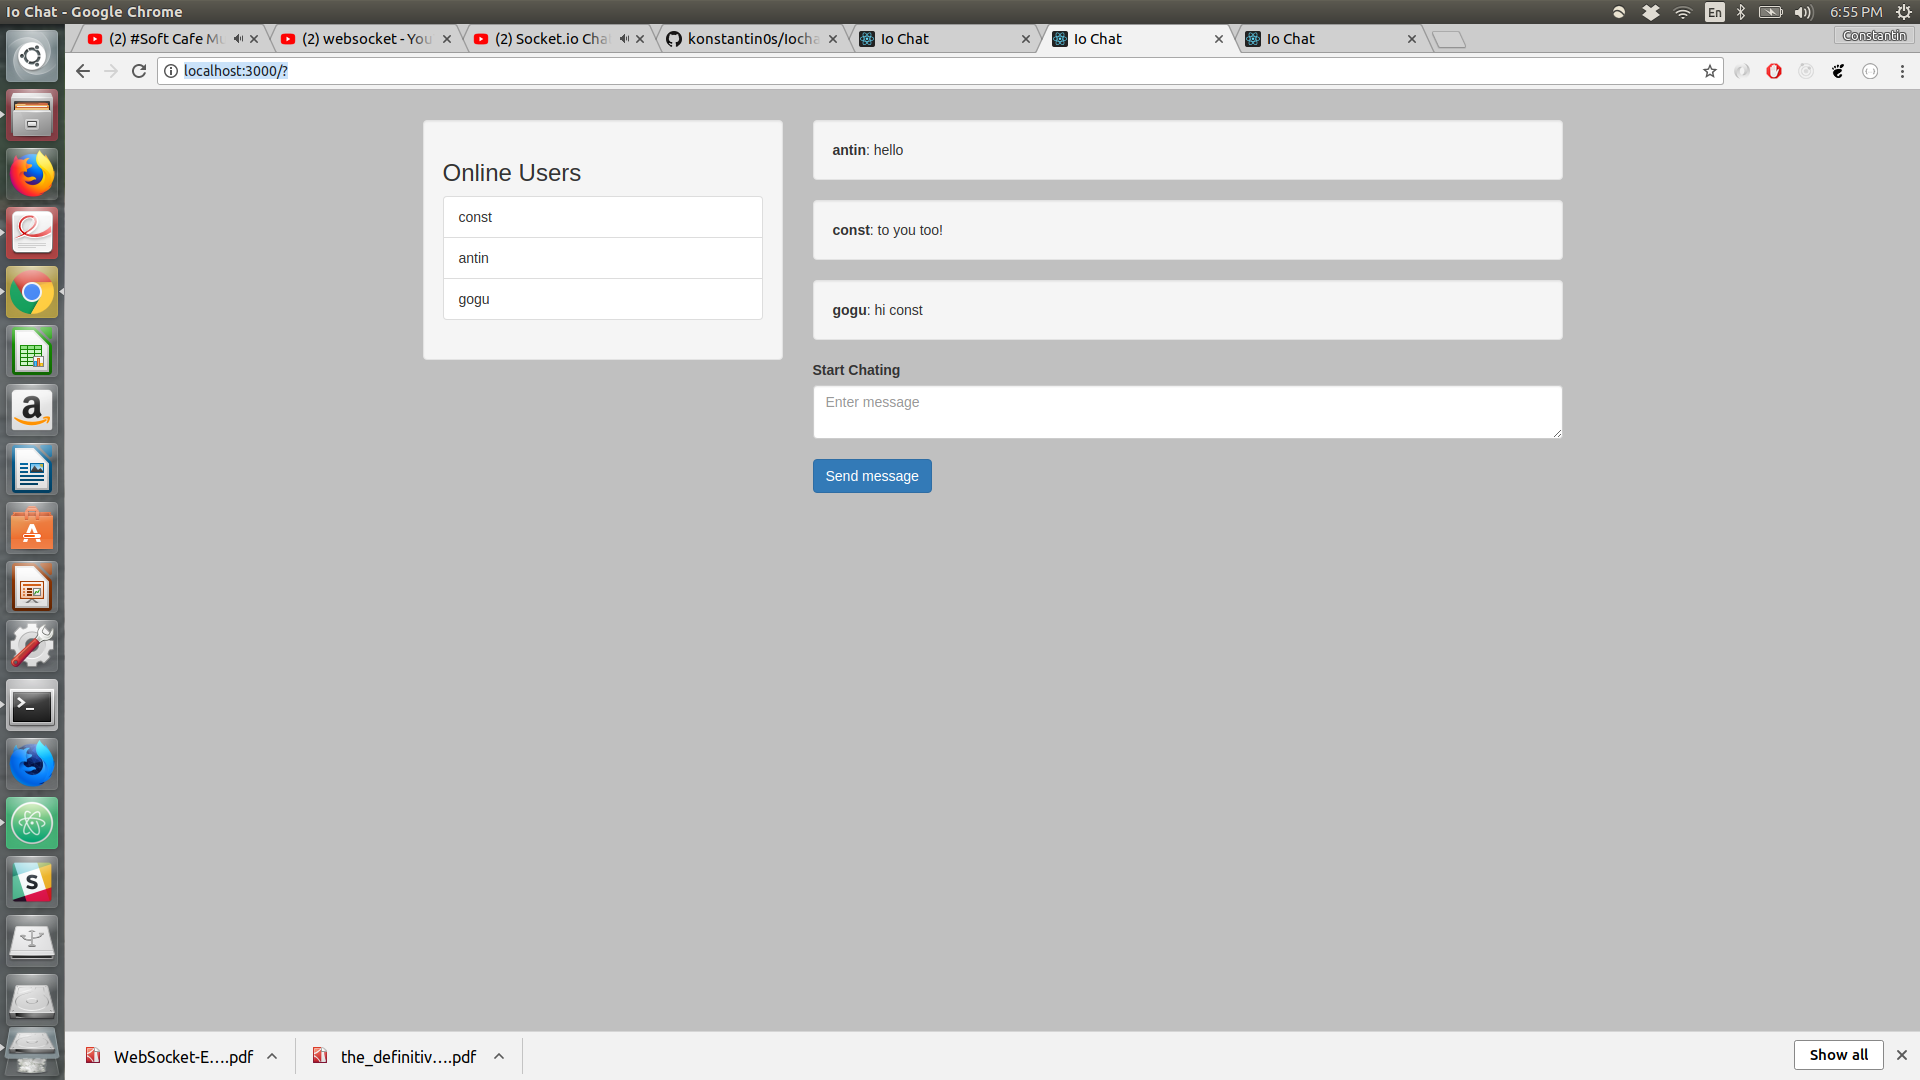 Io Chat - Google Chrome
En
6:55 PM
(2) #Soft Cafe Mu
(2) websocket - You
(2) Socket.io Cha
konstantin0s/Iocha
Io Chat
Io Chat
Io Chat
Constantin
localhost:3000/?
Online Users
const
antin
gogu
antin: hello
const: to you too!
gogu: hi const
Start Chating
Enter message
Send message
WebSocket-E....pdf
the_definitiv....pdf
Show all